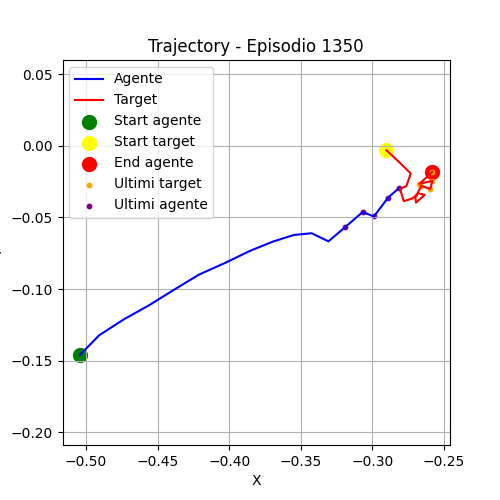 Trajectory - Episodio 1350
Agente
Target
Start agente
Start target
End agente
Ultimi target
Ultimi agente
0.05
0.00
−0.05
−0.10
−0.15
−0.20
−0.50
−0.45
−0.40
−0.35
−0.30
−0.25
X